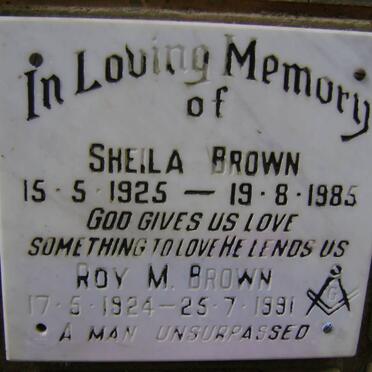 In Loving Memory
of
SHEILA BROWN
15·5·1925 — 19·8·1985
GOD GIVES US LOVE
SOMETHING TO LOVE HE LENDS US
ROY M. BROWN
17·5·1924 — 25·7·1991
G
A MAN UNSURPASSED